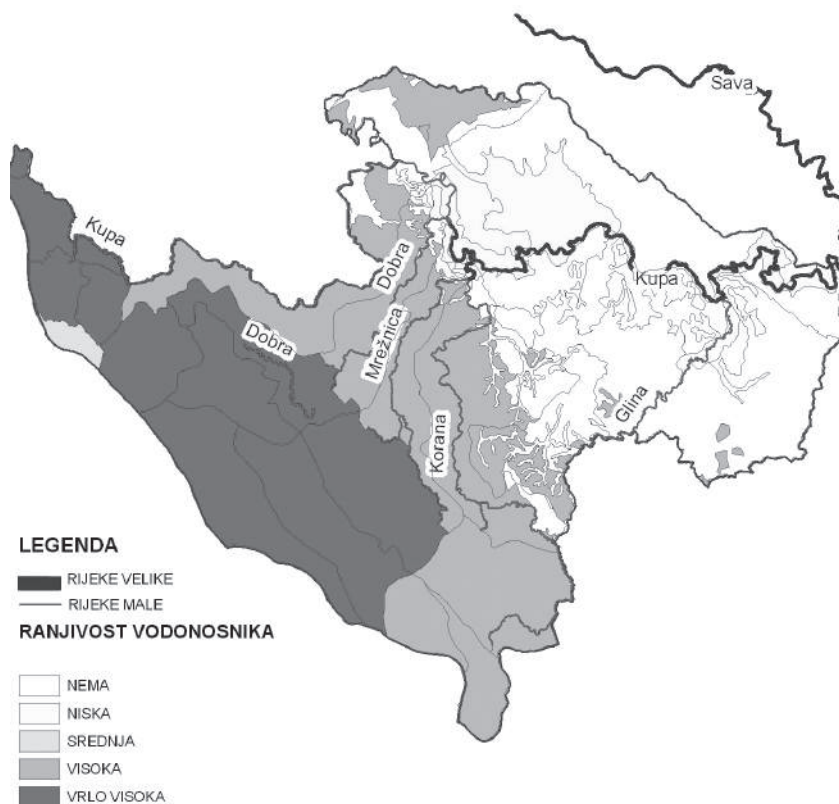 Sava
Kupa
Dobra
Kupa
Dobra
Mrežnica
Glina
Korana
LEGENDA
RIJEKE VELIKE
RIJEKE MALE
RANJIVOST VODONOSNIKA
NEMA
NISKA
SREDNJA
VISOKA
VRLO VISOKA